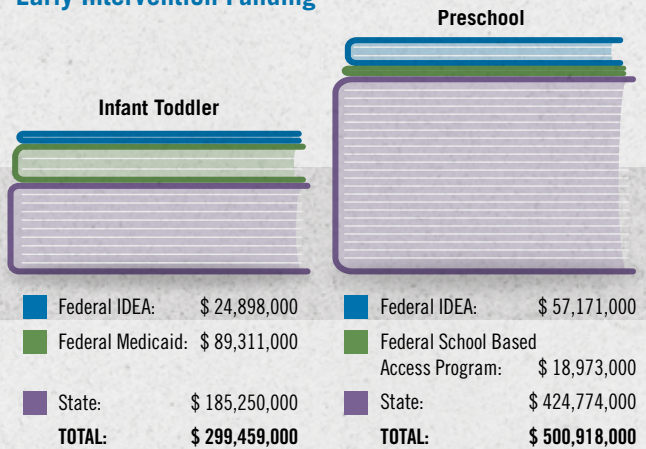 Early Intervention Funding
Preschool
Infant Toddler
Federal IDEA: $ 24,898,000
Federal Medicaid: $ 89,311,000
State: $ 185,250,000
TOTAL: $ 299,459,000
Federal IDEA: $ 57,171,000
Federal School Based
Access Program: $ 18,973,000
State: $ 424,774,000
TOTAL: $ 500,918,000